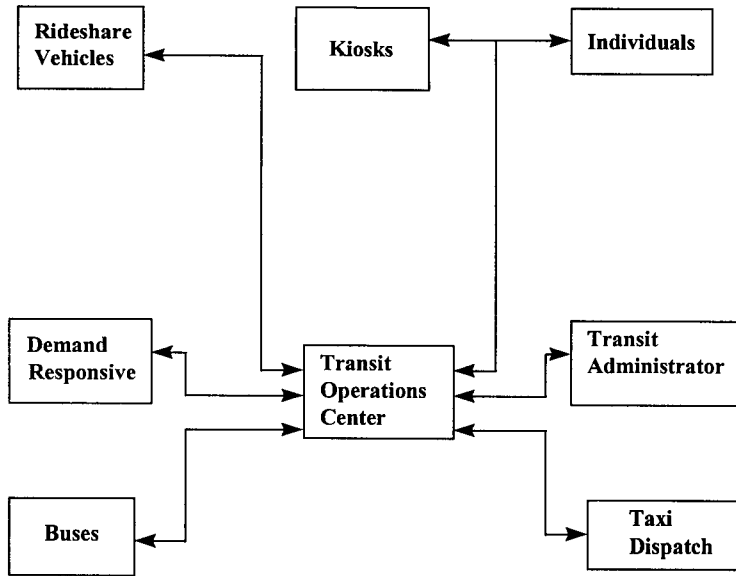 Rideshare
Vehicles
Kiosks
Individuals
Demand
Responsive
Transit
Operations
Center
Transit
Administrator
Buses
Taxi
Dispatch